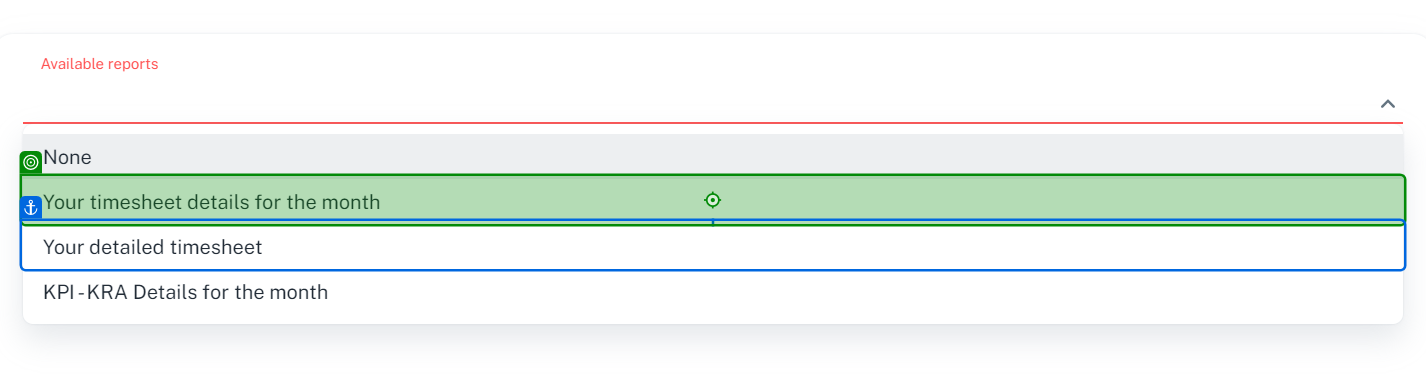 Available reports
None
Your timesheet details for the month
Your detailed timesheet
KPI - KRA Details for the month